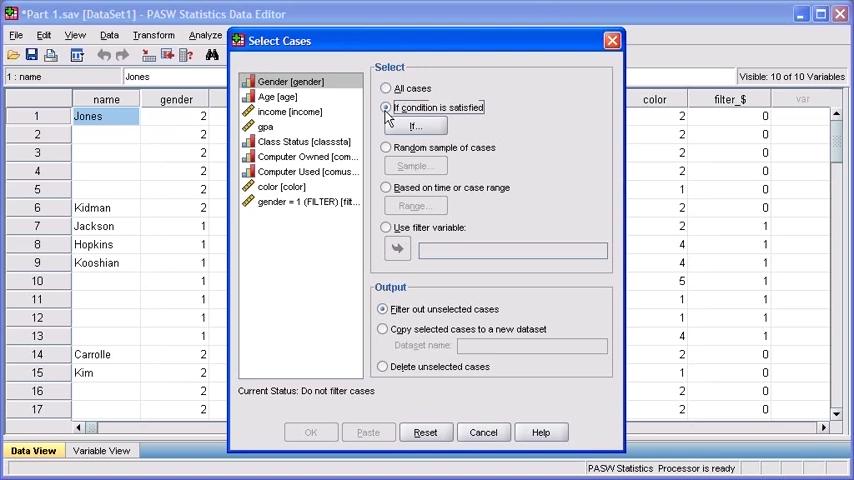 *Part 1.sav [DataSet1] - PASW Statistics Data Editor
File Edit View Data Transform Analyze
1 : name Jones Visible: 10 of 10 Variables
name gender color filter_$ var
1 Jones 2 2 0
2 2 2 0
3 2 2 0
4 2 2 0
5 2 1 0
6 Kidman 2 2 0
7 Jackson 1 2 1
8 Hopkins 1 4 1
9 Kooshian 1 4 1
10 1 5 1
11 1 1 1
12 1 1 1
13 1 4 1
14 Carrolle 2 2 0
15 Kim 2 1 0
16 2 2 0
17 2 2 0
Data View Variable View
PASW Statistics Processor is ready
Select Cases
Gender [gender]
Age [age]
income [income]
gpa
Class Status [classsta]
Computer Owned [com...
Computer Used [comus...
color [color]
gender = 1 (FILTER) [filt...
Select
All cases
If condition is satisfied
If...
Random sample of cases
Sample...
Based on time or case range
Range...
Use filter variable:
Output
Filter out unselected cases
Copy selected cases to a new dataset
Dataset name:
Delete unselected cases
Current Status: Do not filter cases
OK Paste Reset Cancel Help